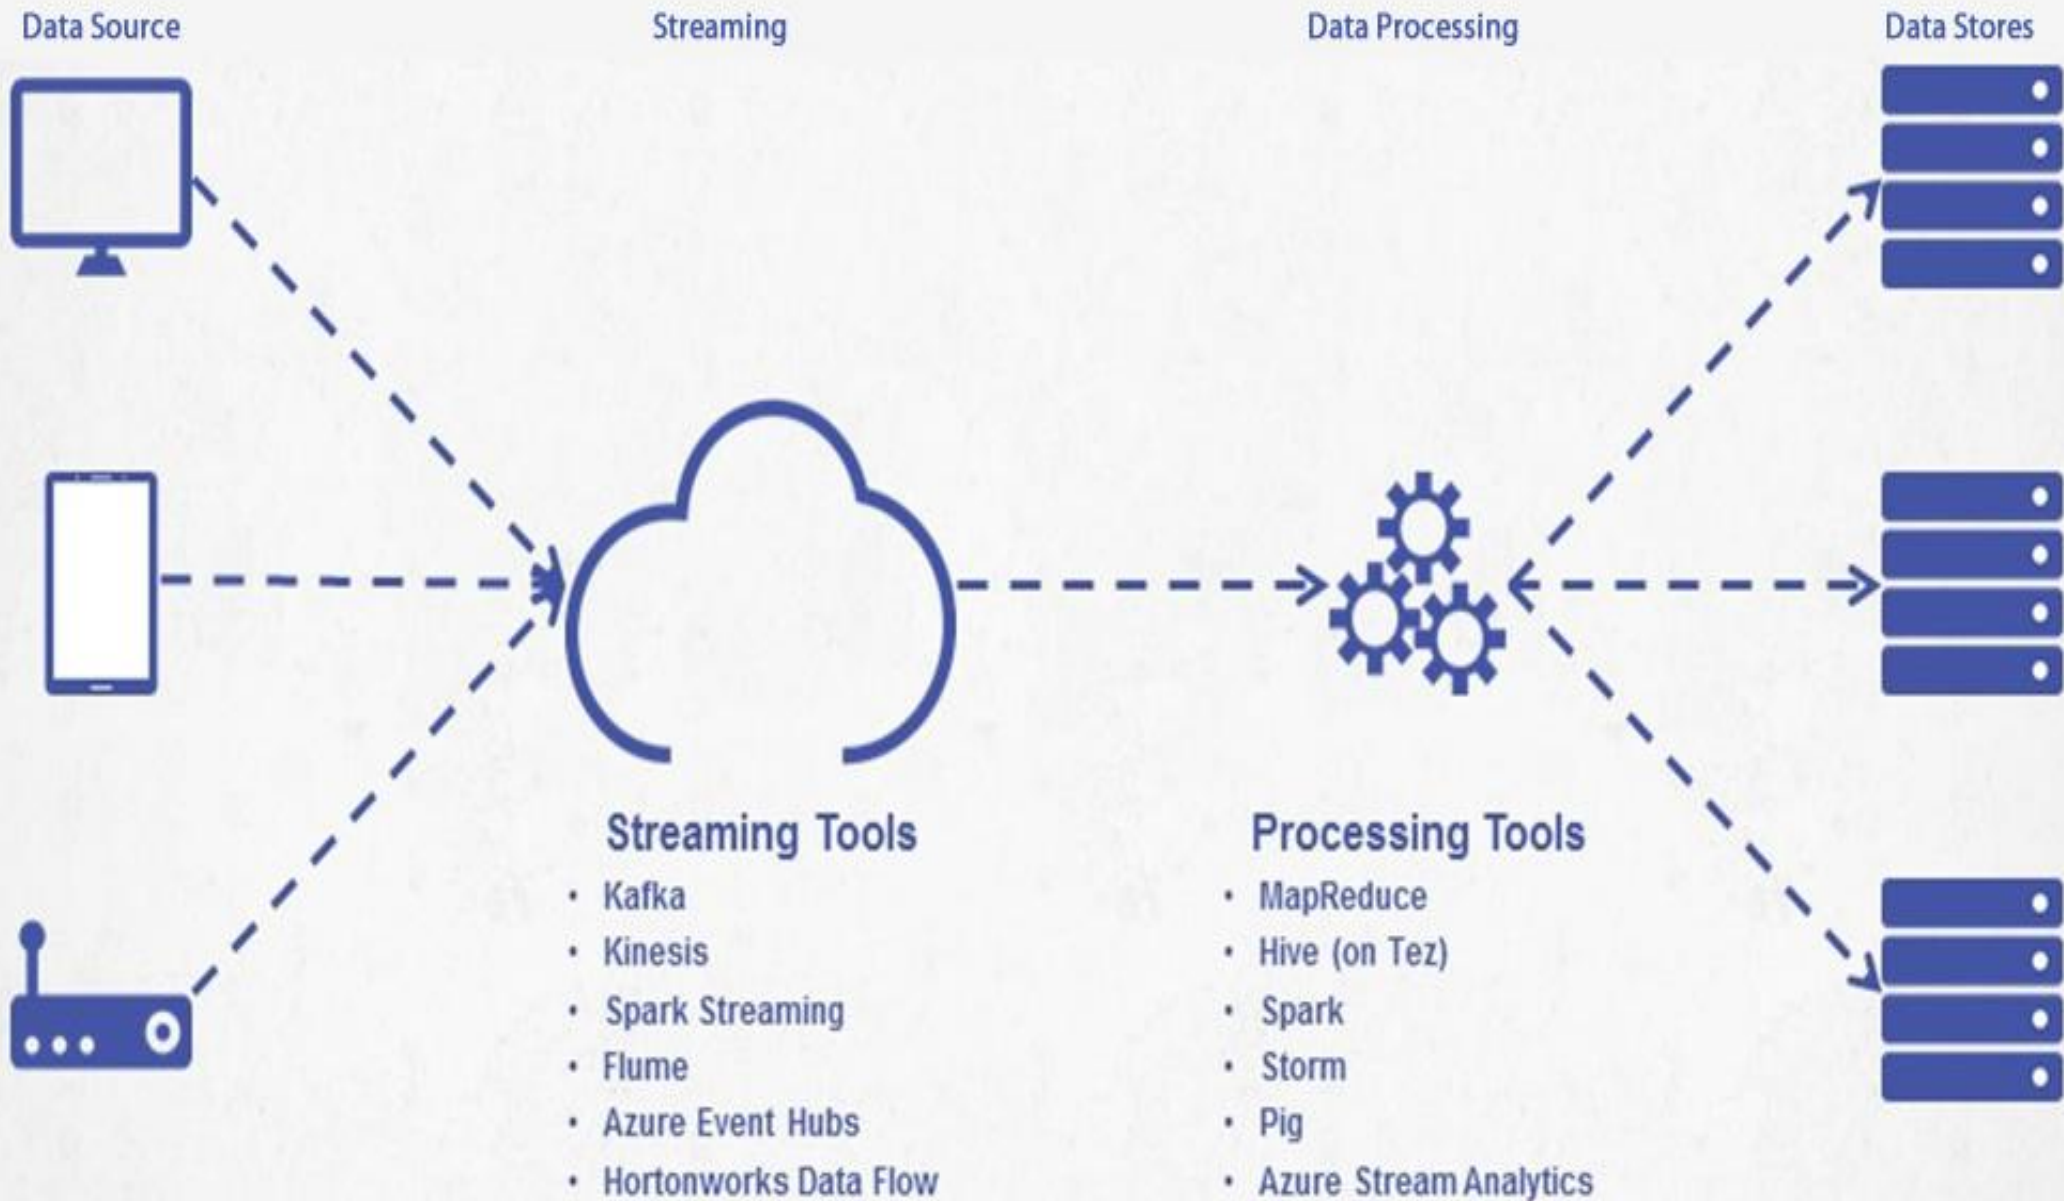 Data Source
Streaming
Data Processing
Data Stores
Streaming Tools
• Kafka
• Kinesis
• Spark Streaming
• Flume
• Azure Event Hubs
• Hortonworks Data Flow
Processing Tools
• MapReduce
• Hive (on Tez)
• Spark
• Storm
• Pig
• Azure Stream Analytics